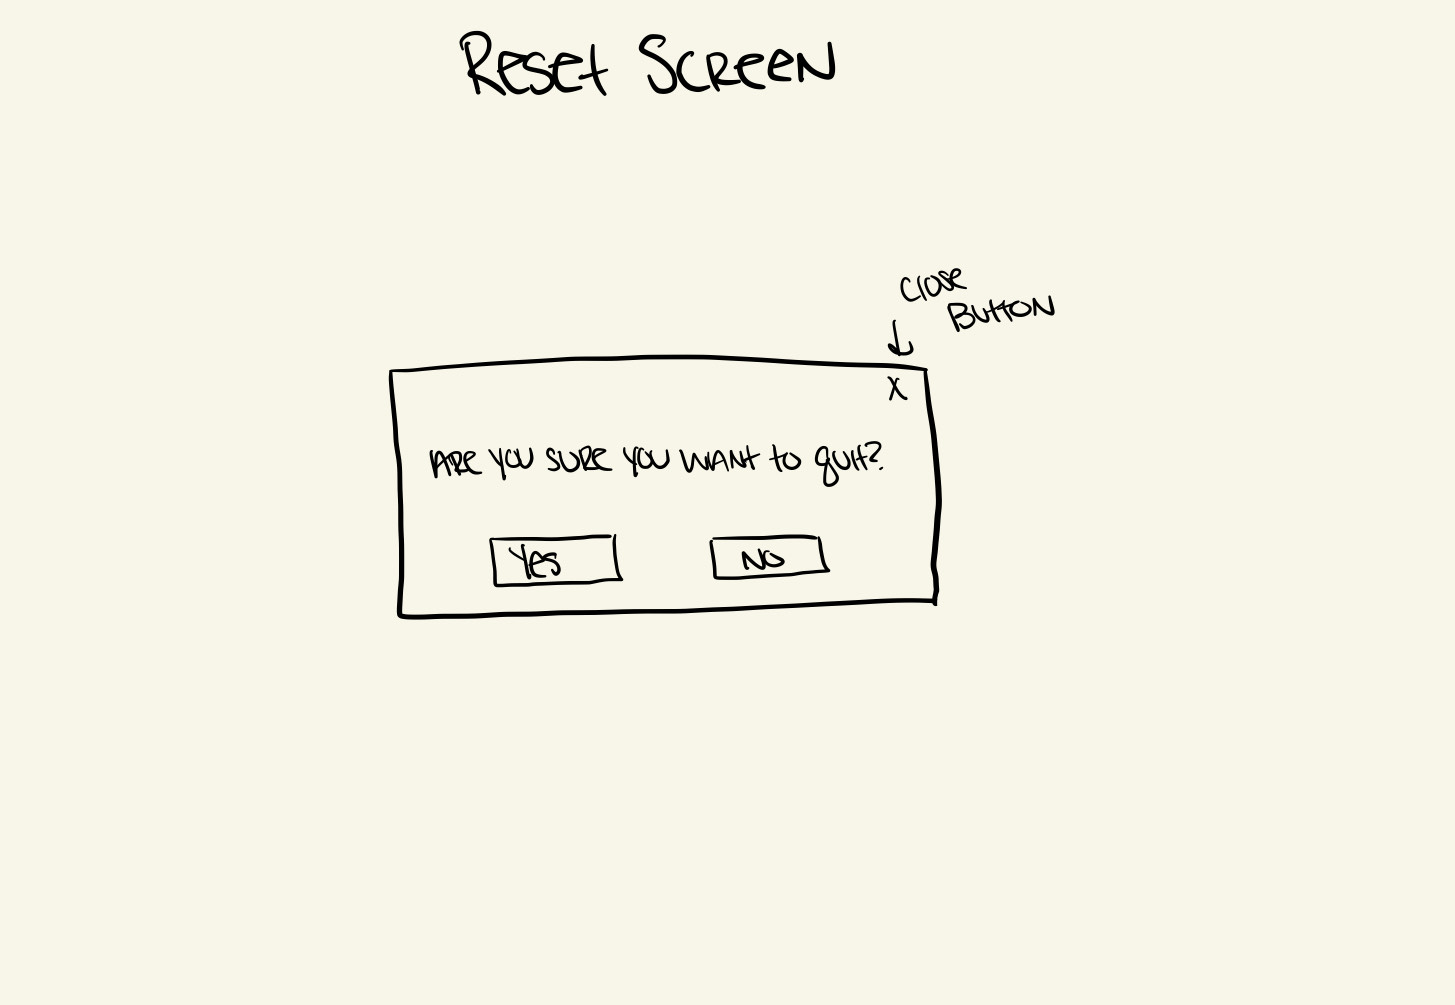 Reset Screen
Close
Button
X
Are you sure you want to quit?
Yes
No